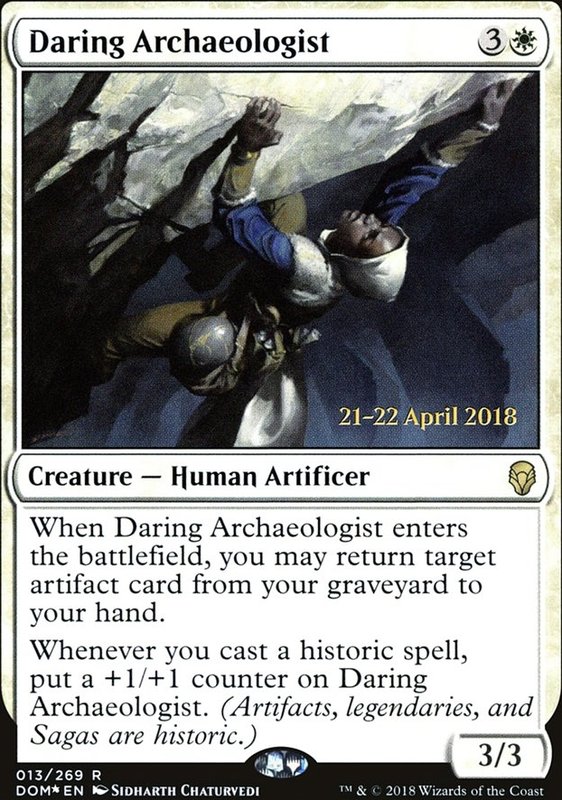 Daring Archaeologist 3
21–22 April 2018
Creature — Human Artificer
When Daring Archaeologist enters
the battlefield, you may return target
artifact card from your graveyard to
your hand.
Whenever you cast a historic spell,
put a +1/+1 counter on Daring
Archaeologist. (Artifacts, legendaries, and
Sagas are historic.)
3/3
013/269 R
DOM★EN Sidharth Chaturvedi ™ & © 2018 Wizards of the Coast